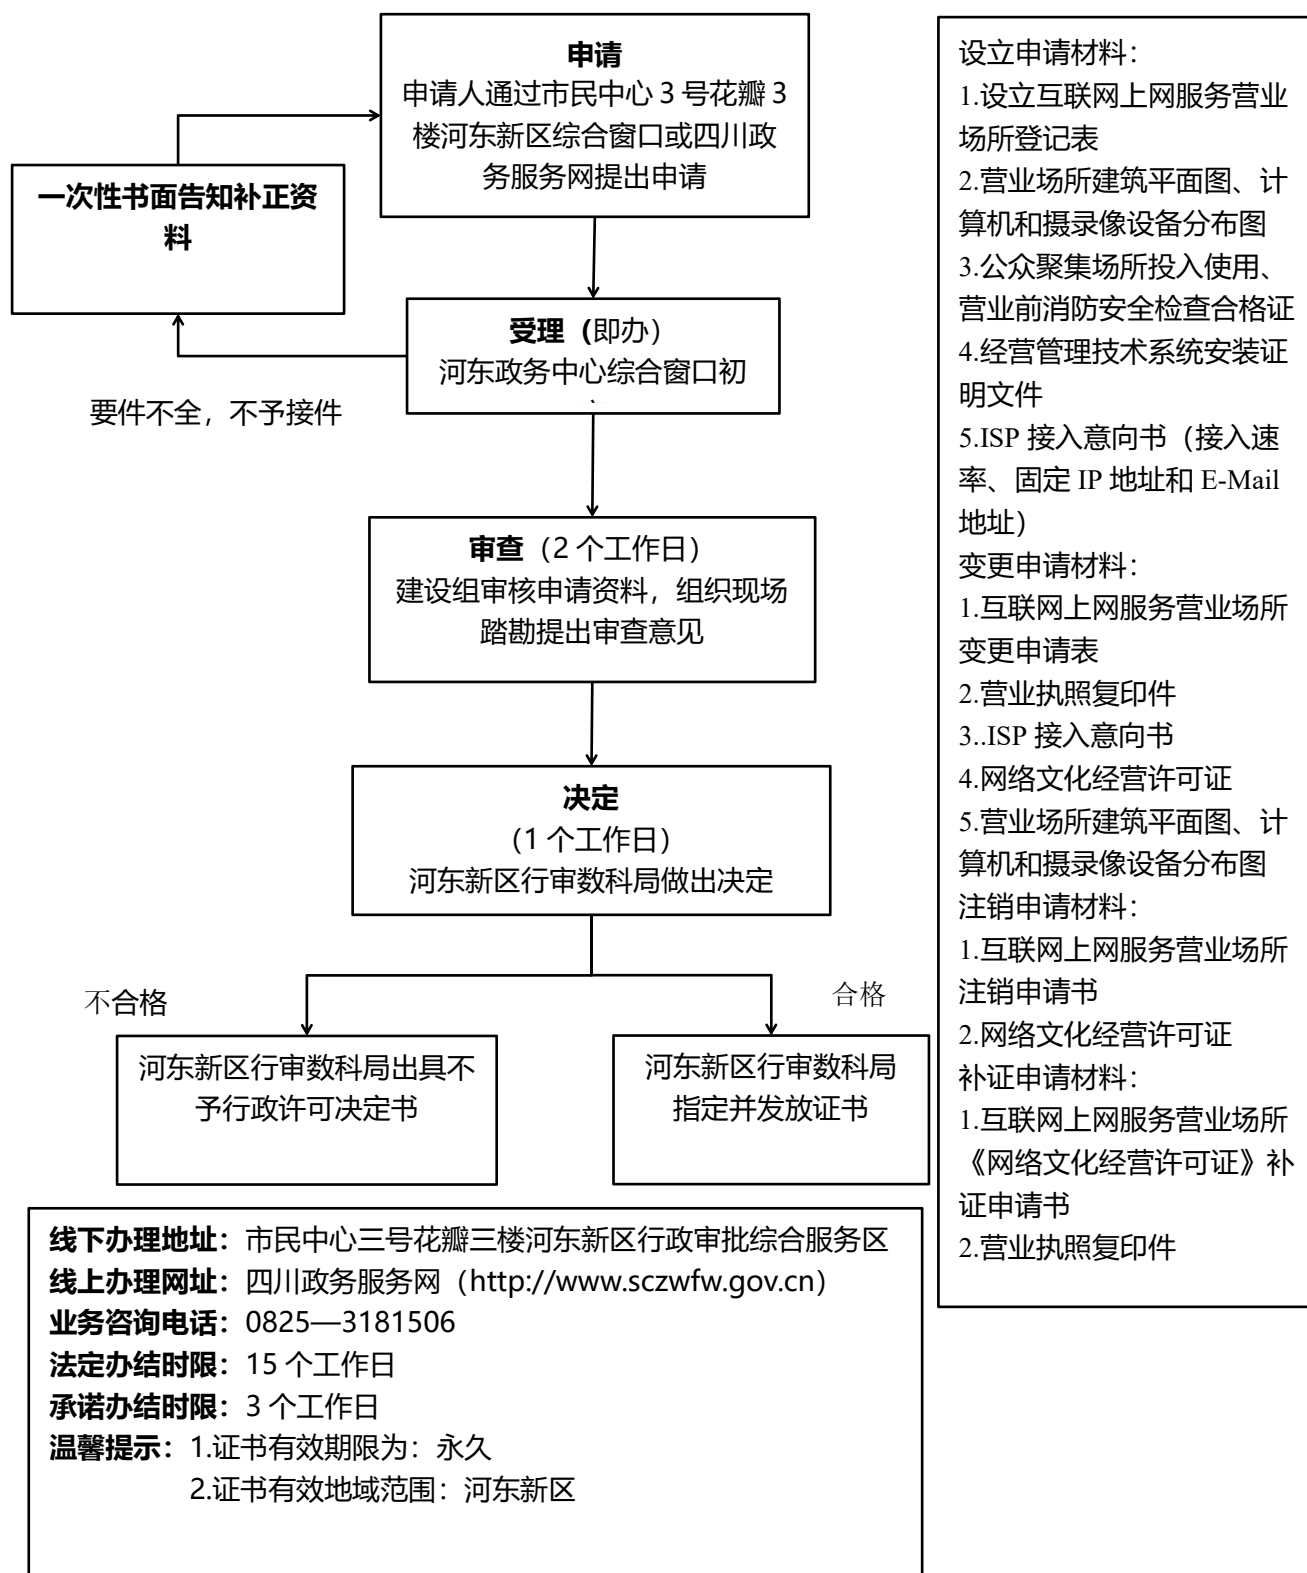 申请
申请人通过市民中心 3 号花瓣 3
楼河东新区综合窗口或四川政
务服务网提出申请
一次性书面告知补正资
料
受理（即办）
河东政务中心综合窗口初
要件不全，不予接件
审查（2 个工作日）
建设组审核申请资料，组织现场
踏勘提出审查意见
决定
（1 个工作日）
河东新区行审数科局做出决定
不合格
合格
河东新区行审数科局出具不
予行政许可决定书
河东新区行审数科局
指定并发放证书
线下办理地址：市民中心三号花瓣三楼河东新区行政审批综合服务区
线上办理网址：四川政务服务网（http://www.sczwfw.gov.cn）
业务咨询电话：0825—3181506
法定办结时限：15 个工作日
承诺办结时限：3 个工作日
温馨提示：1.证书有效期限为：永久
2.证书有效地域范围：河东新区
设立申请材料：
1.设立互联网上网服务营业
场所登记表
2.营业场所建筑平面图、计
算机和摄录像设备分布图
3.公众聚集场所投入使用、
营业前消防安全检查合格证
4.经营管理技术系统安装证
明文件
5.ISP 接入意向书（接入速
率、固定 IP 地址和 E-Mail
地址）
变更申请材料：
1.互联网上网服务营业场所
变更申请表
2.营业执照复印件
3..ISP 接入意向书
4.网络文化经营许可证
5.营业场所建筑平面图、计
算机和摄录像设备分布图
注销申请材料：
1.互联网上网服务营业场所
注销申请书
2.网络文化经营许可证
补证申请材料：
1.互联网上网服务营业场所
《网络文化经营许可证》补
证申请书
2.营业执照复印件